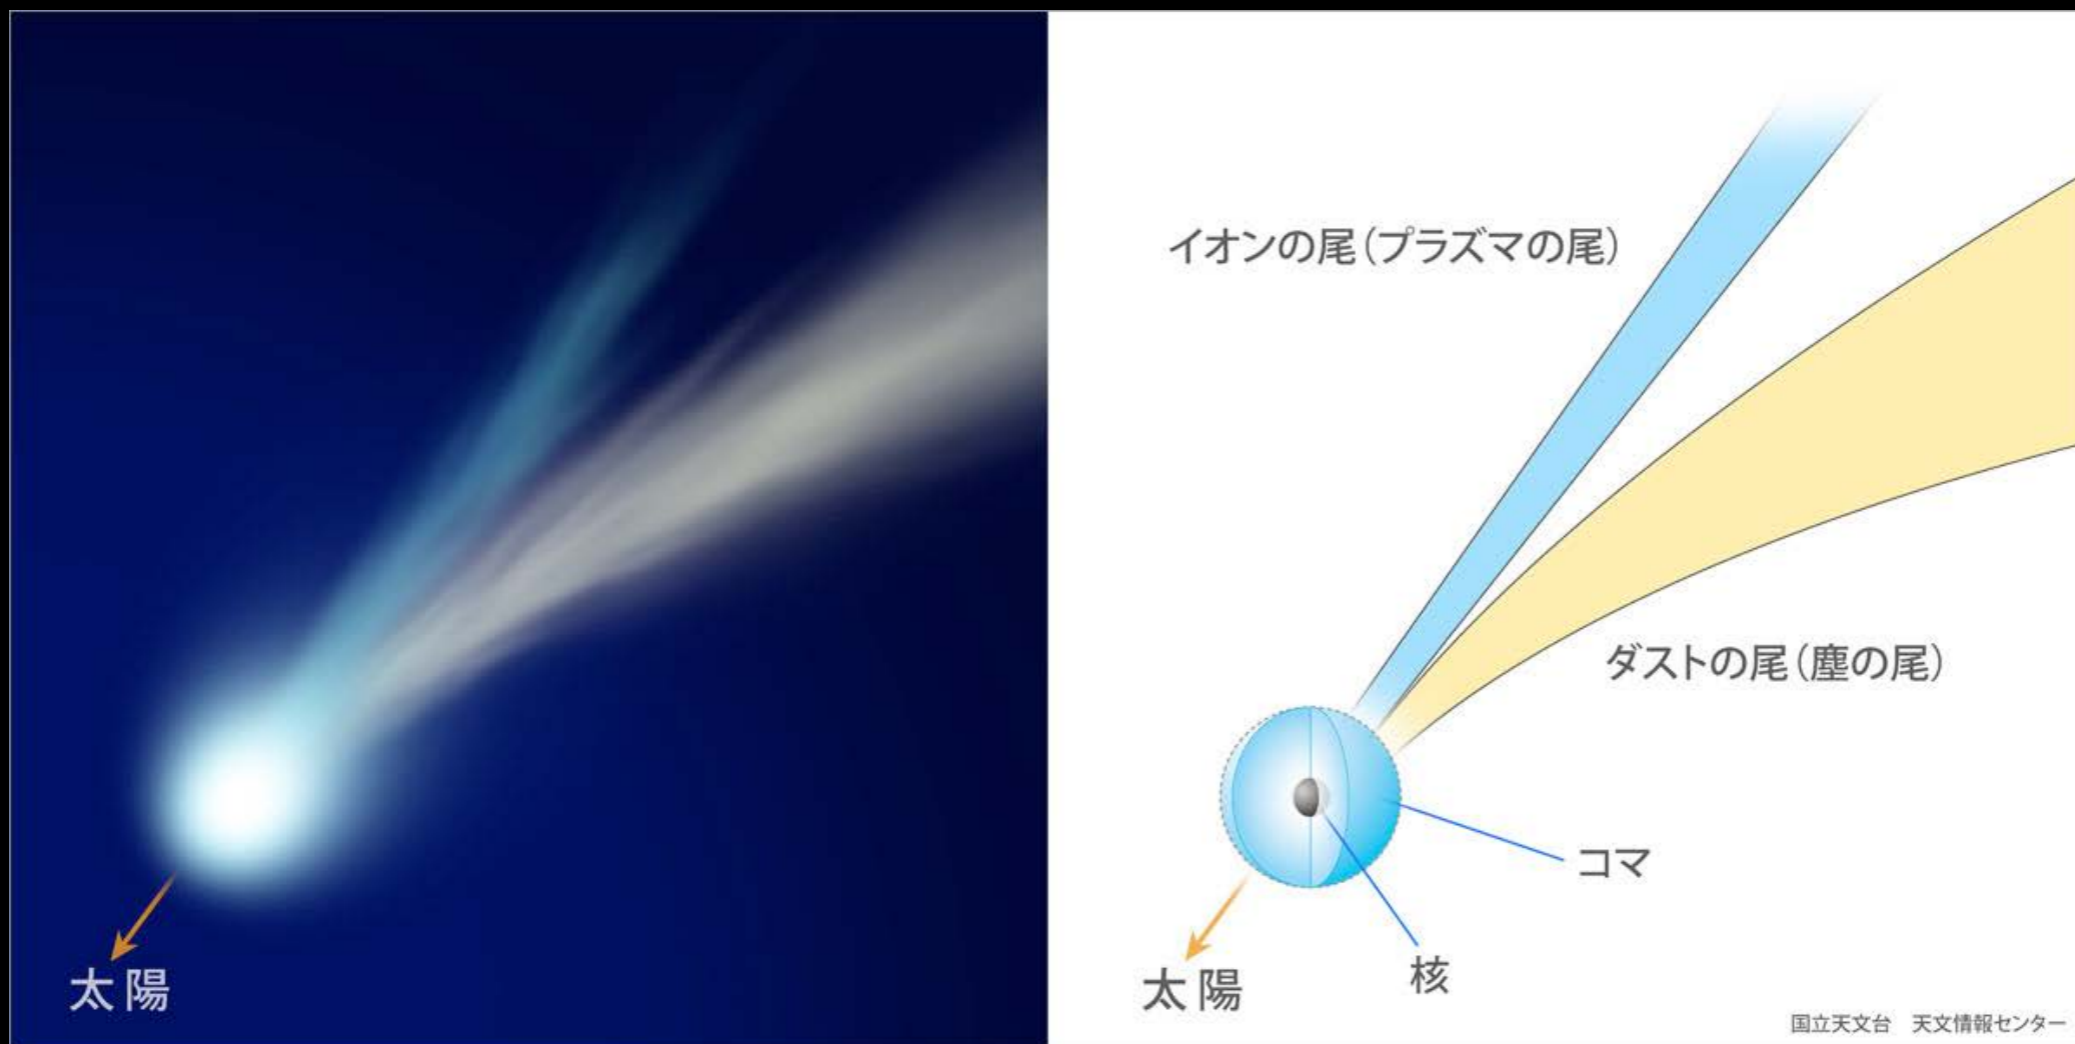 太陽
イオンの尾(プラズマの尾)
ダストの尾(塵の尾)
コマ
核
太陽
国立天文台 天文情報センター